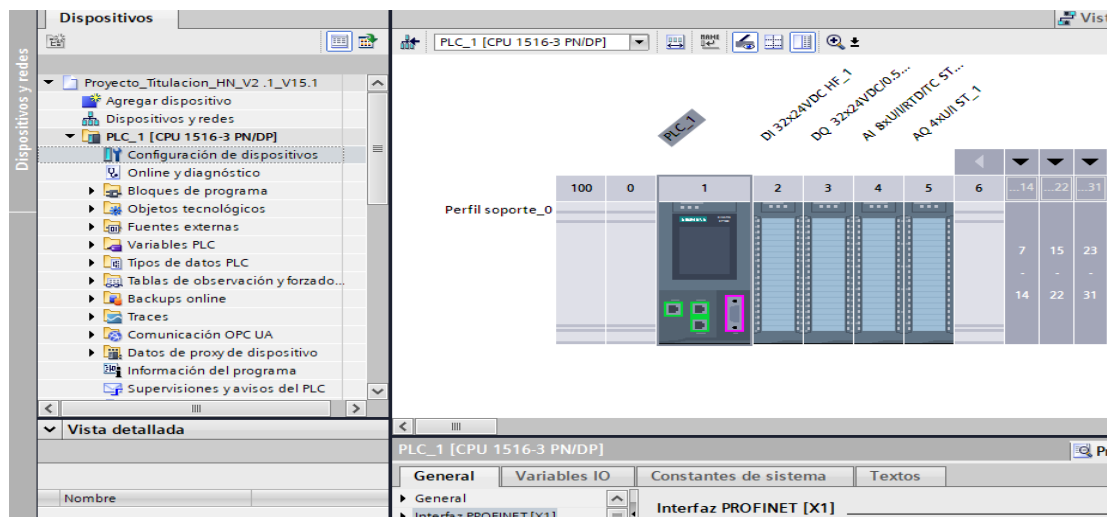 Dispositivos
Vist
PLC_1 [CPU 1516-3 PN/DP]
Dispositivos y redes
Proyecto_Titulacion_HN_V2 .1_V15.1
Agregar dispositivo
Dispositivos y redes
PLC_1 [CPU 1516-3 PN/DP]
Configuración de dispositivos
Online y diagnóstico
Bloques de programa
Objetos tecnológicos
Fuentes externas
Variables PLC
Tipos de datos PLC
Tablas de observación y forzado...
Backups online
Traces
Comunicación OPC UA
Datos de proxy de dispositivo
Información del programa
Supervisiones y avisos del PLC
Vista detallada
Nombre
PLC_1
DI 32x24VDC HF_1
DQ 32x24VDC/0.5...
AI 8xU/I/RTD/TC ST...
AQ 4xU/I ST_1
100 0 1 2 3 4 5 6 ...14 ...22 ...31
Perfil soporte_0
SIEMENS
7 15 23
- - -
14 22 31
PLC_1 [CPU 1516-3 PN/DP]
P
General Variables IO Constantes de sistema Textos
General
Interfaz PROFINET [X1]
Interfaz PROFINET [X1]